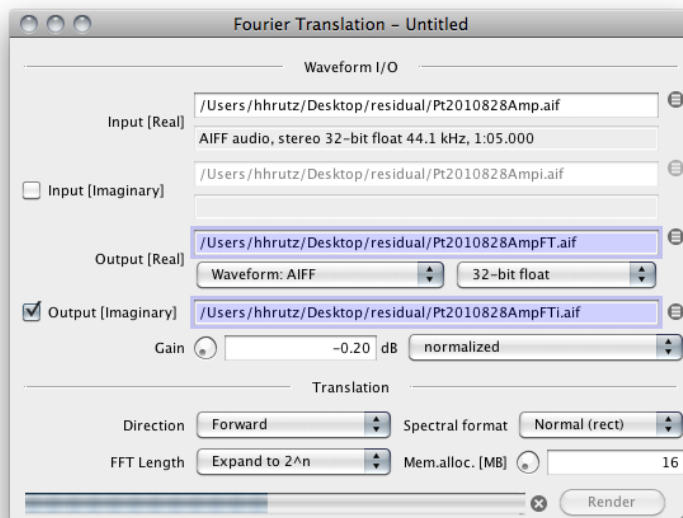 Fourier Translation – Untitled
Waveform I/O
Input [Real]
/Users/hhrutz/Desktop/residual/Pt2010828Amp.aif
AIFF audio, stereo 32-bit float 44.1 kHz, 1:05.000
Input [Imaginary]
/Users/hhrutz/Desktop/residual/Pt2010828Ampi.aif
Output [Real]
/Users/hhrutz/Desktop/residual/Pt2010828AmpFT.aif
Waveform: AIFF 32-bit float
Output [Imaginary] /Users/hhrutz/Desktop/residual/Pt2010828AmpFTi.aif
Gain -0.20 dB normalized
Translation
Direction Forward Spectral format Normal (rect)
FFT Length Expand to 2^n Mem.alloc. [MB] 16
Render